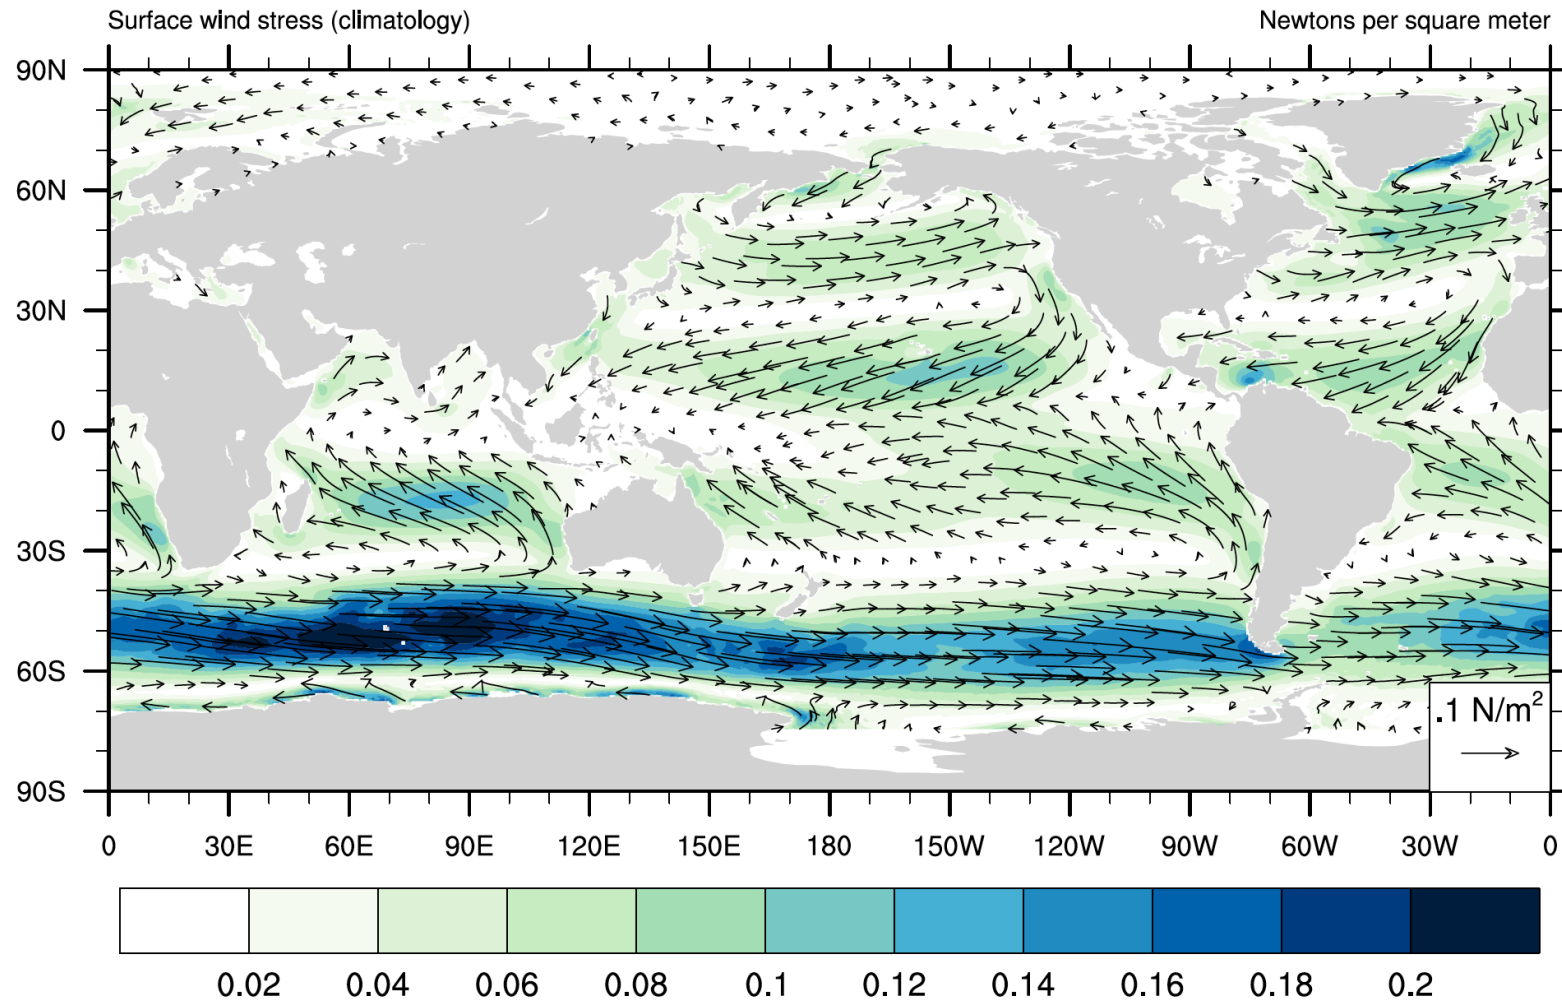 Surface wind stress (climatology) Newtons per square meter
90N
60N
30N
0
30S
60S
90S
.1 N/m²
0 30E 60E 90E 120E 150E 180 150W 120W 90W 60W 30W 0
0.02 0.04 0.06 0.08 0.1 0.12 0.14 0.16 0.18 0.2